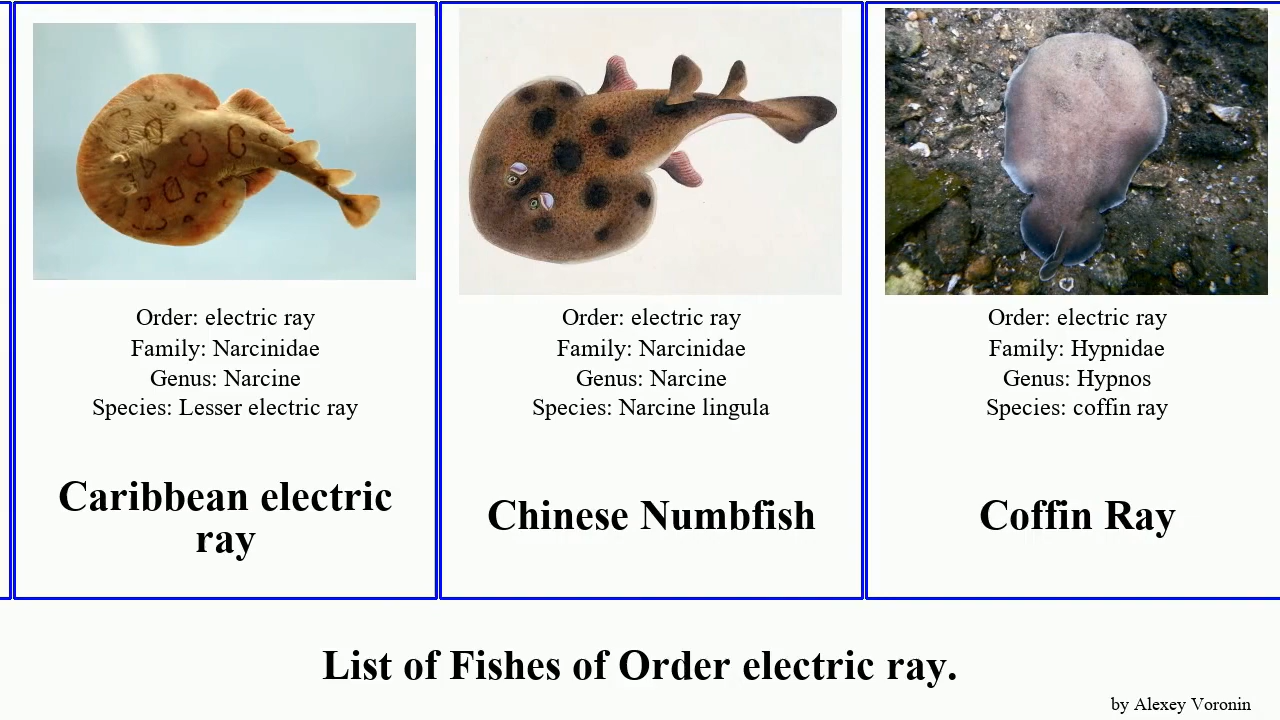 Order: electric ray
Family: Narcinidae
Genus: Narcine
Species: Lesser electric ray
Caribbean electric
ray
Order: electric ray
Family: Narcinidae
Genus: Narcine
Species: Narcine lingula
Chinese Numbfish
Order: electric ray
Family: Hypnidae
Genus: Hypnos
Species: coffin ray
Coffin Ray
List of Fishes of Order electric ray.
by Alexey Voronin